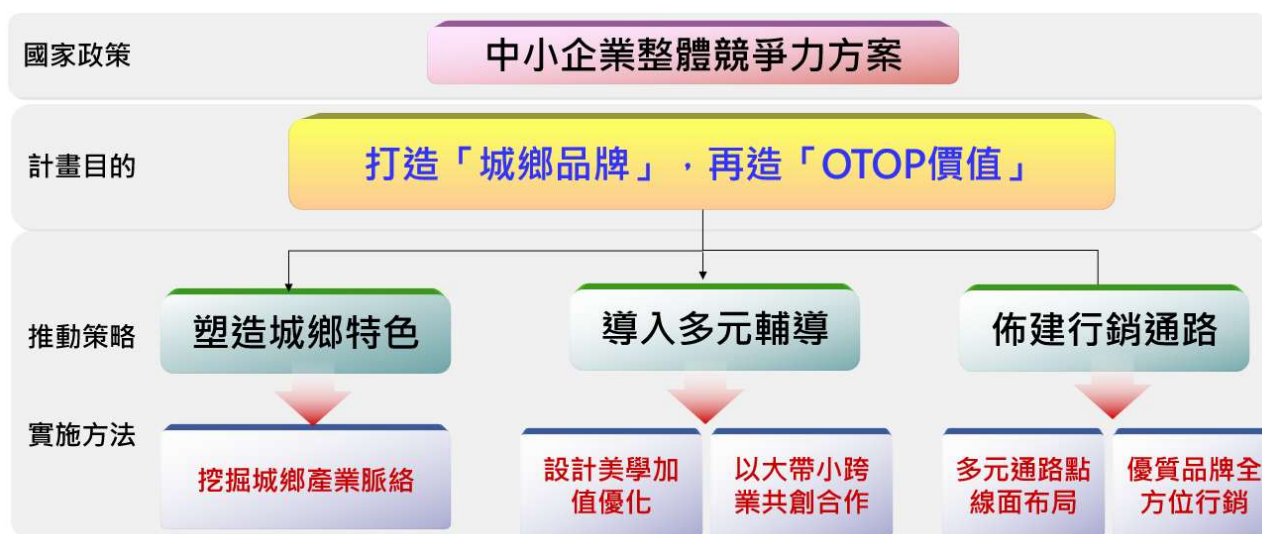 國家政策
中小企業整體競爭力方案
計畫目的
打造「城鄉品牌」，再造「OTOP價值」
推動策略
塑造城鄉特色
導入多元輔導
佈建行銷通路
實施方法
挖掘城鄉產業脈絡
設計美學加
值優化
以大帶小跨
業共創合作
多元通路點
線面布局
優質品牌全
方位行銷